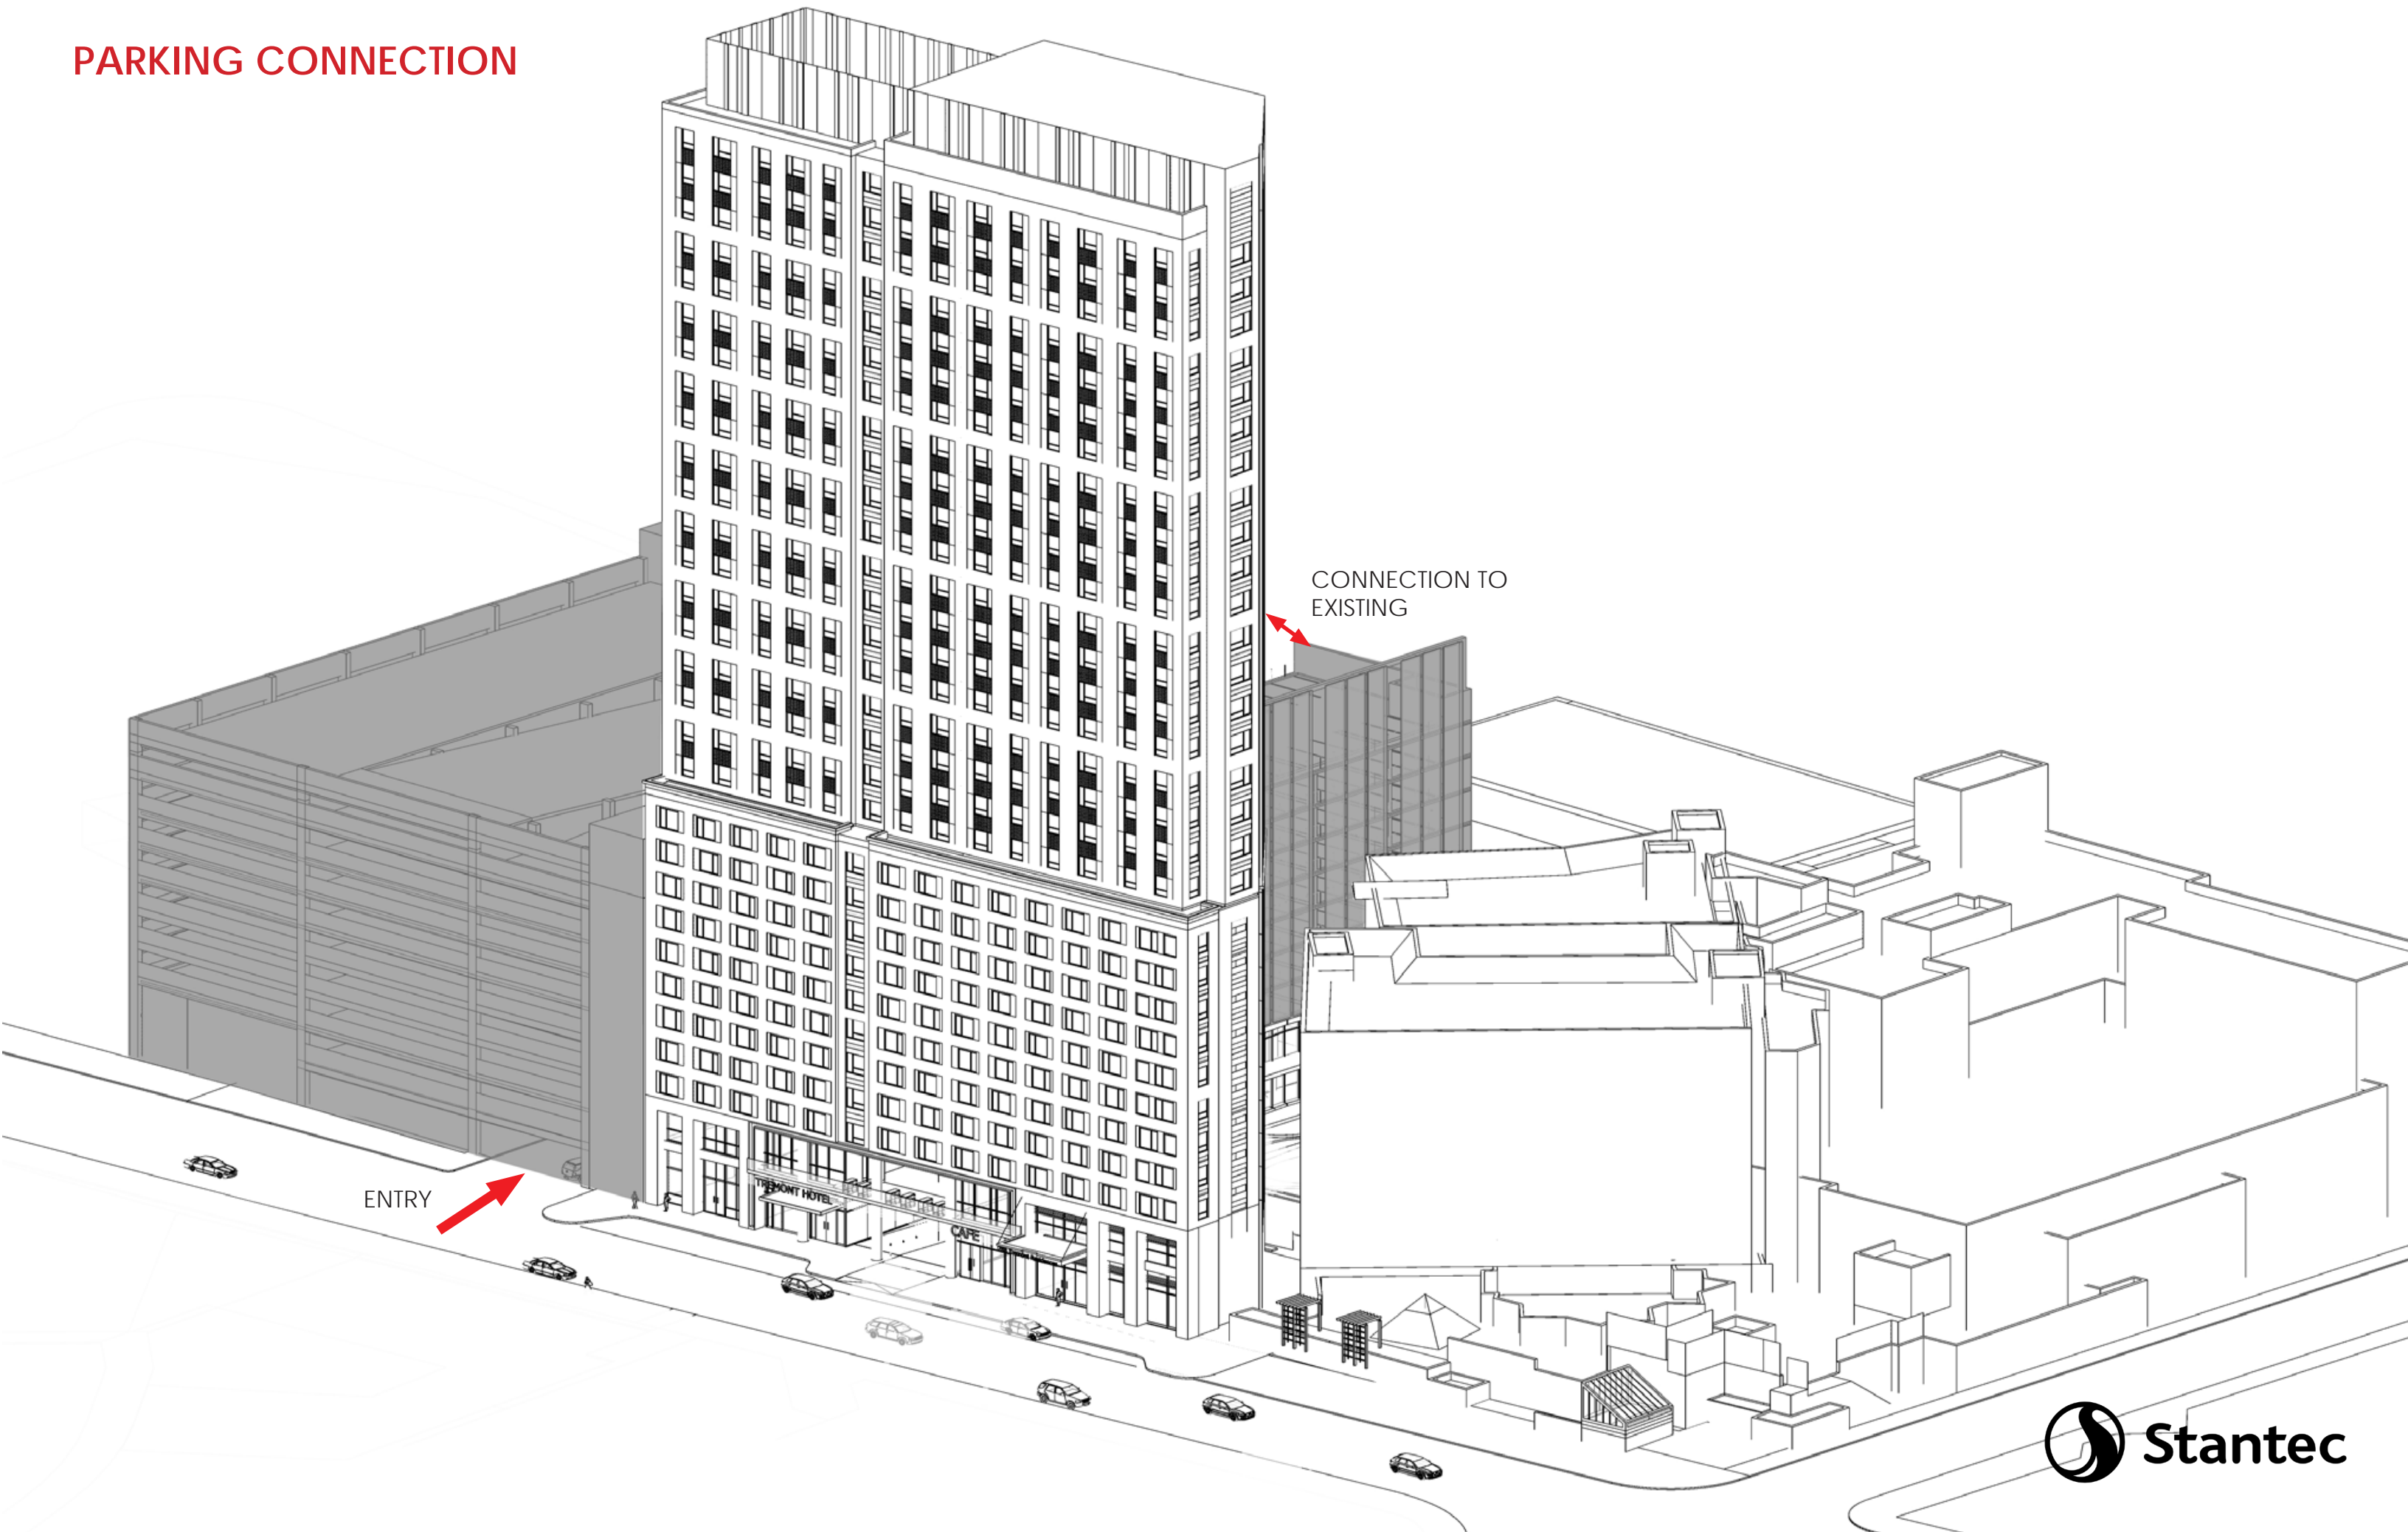 PARKING CONNECTION
CONNECTION TO
EXISTING
ENTRY
TREMONT HOTEL
CAFE
Stantec